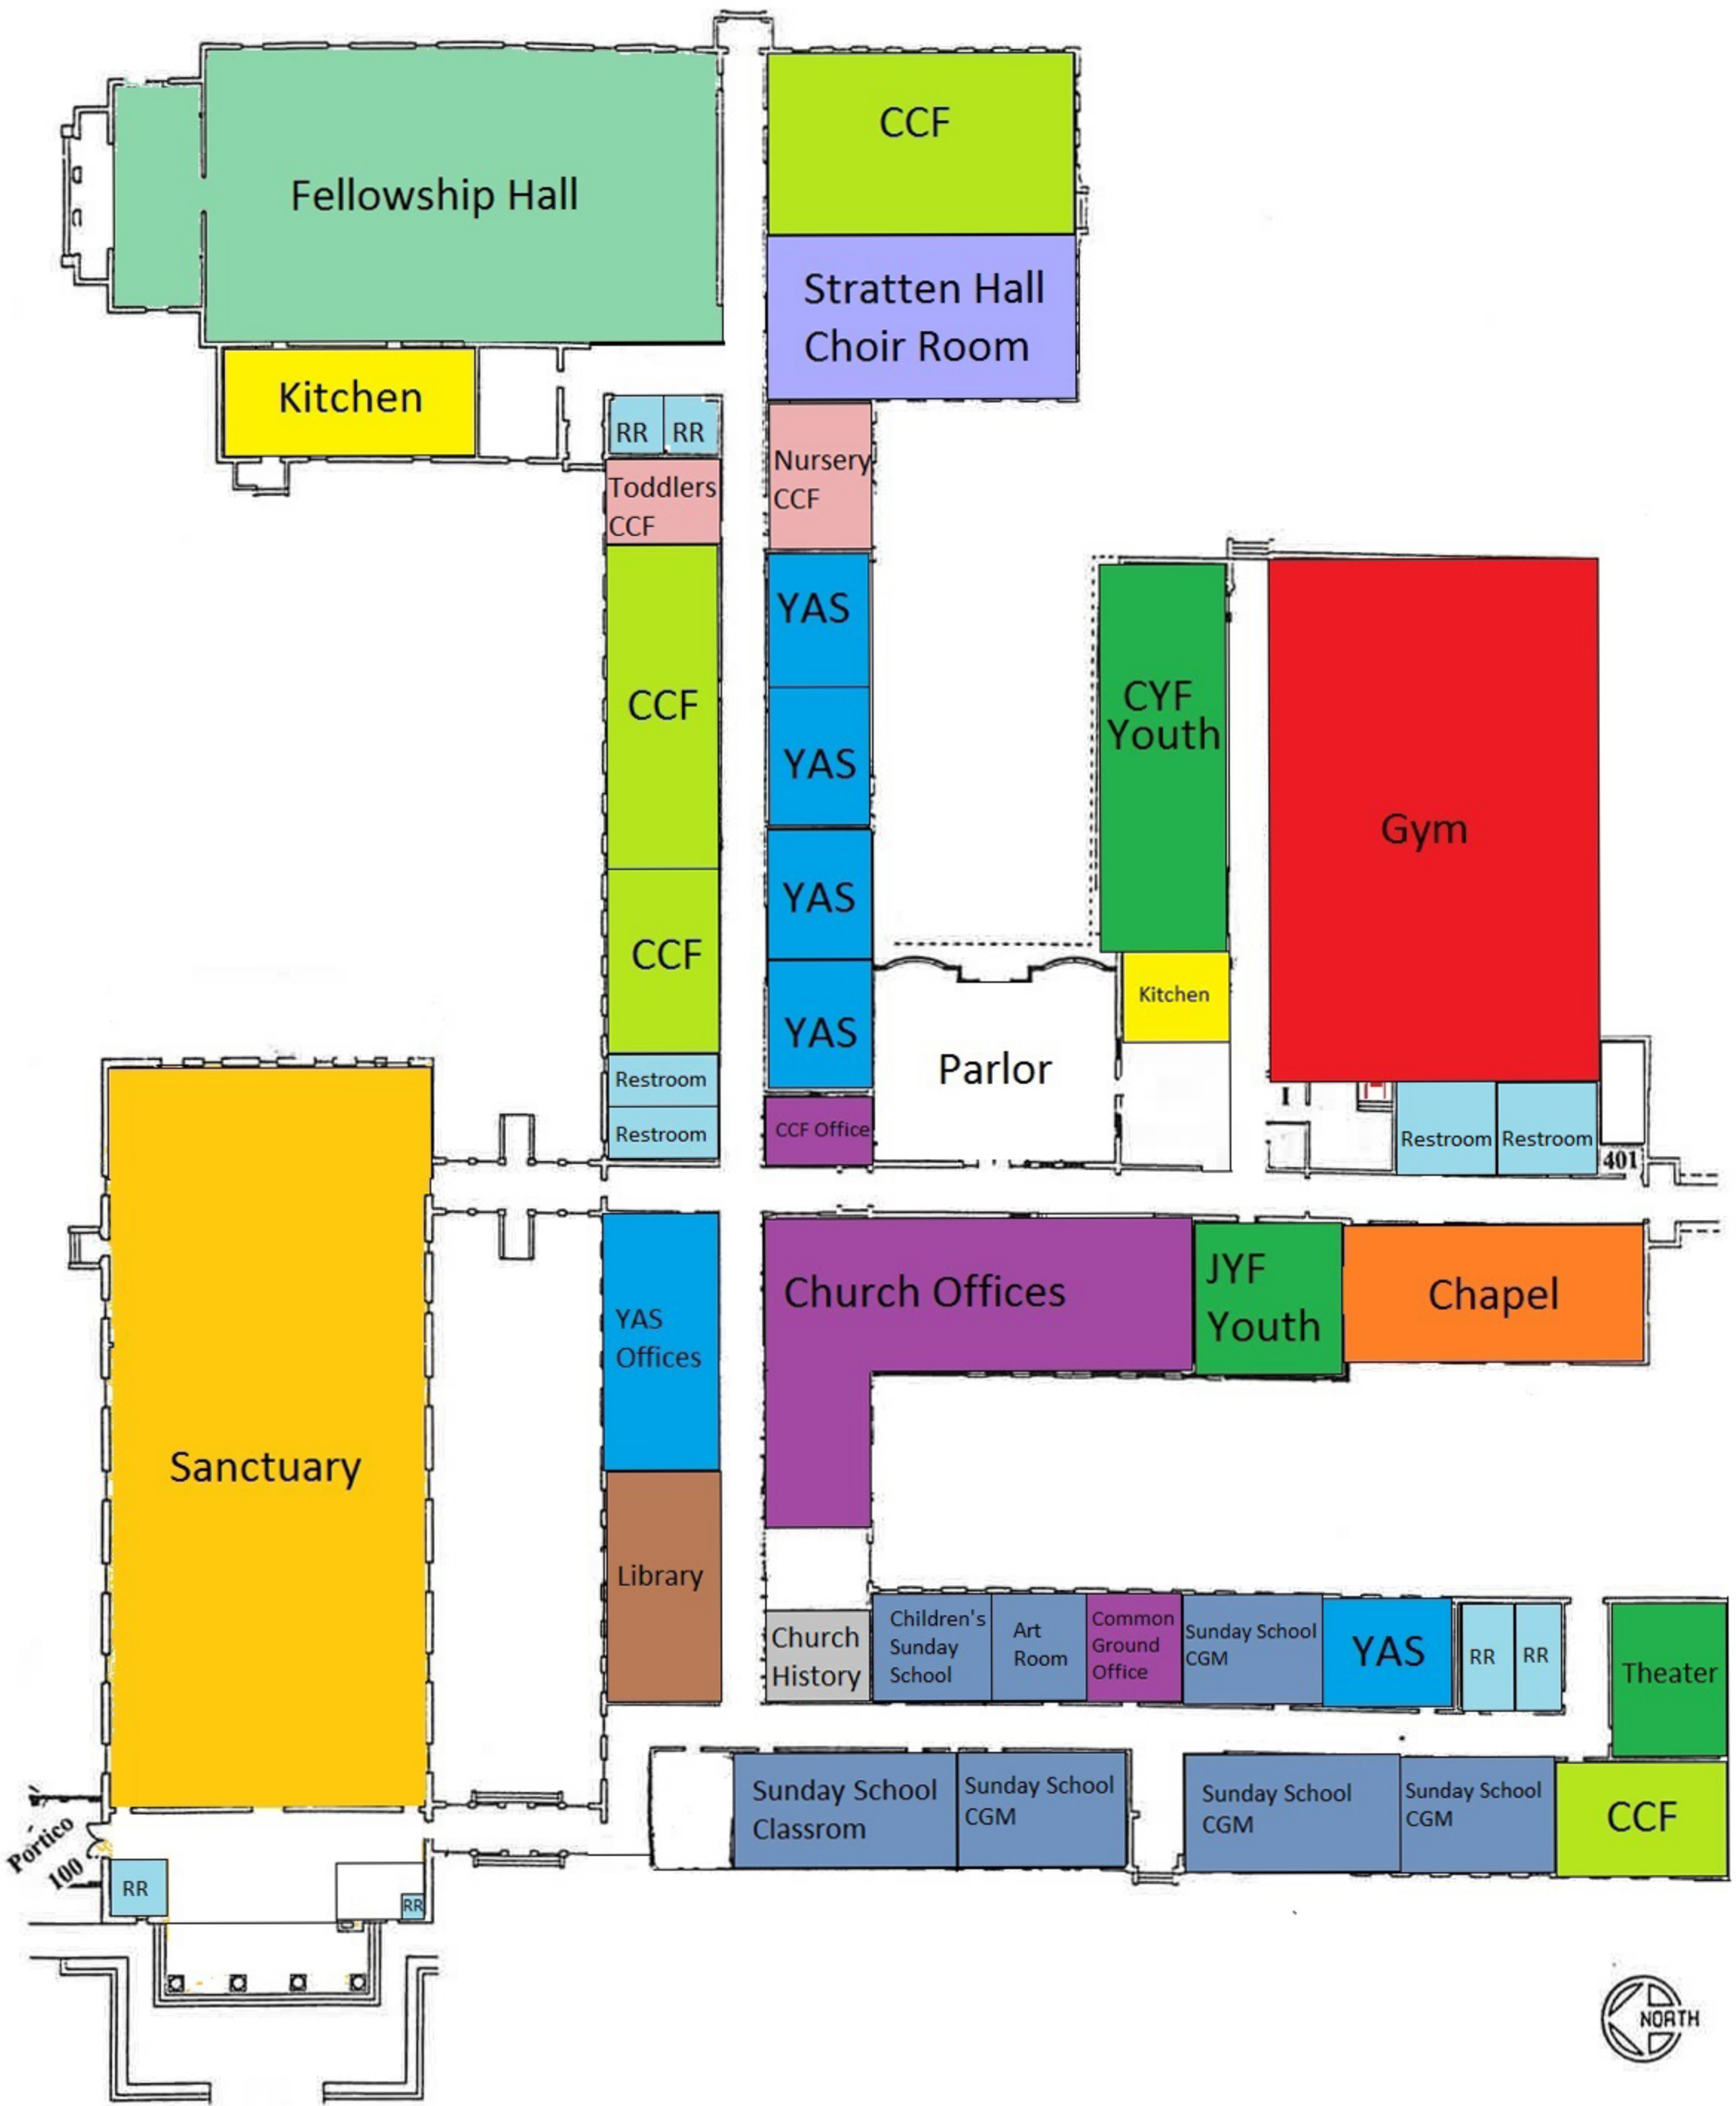 CCF
Fellowship Hall
Stratten Hall
Choir Room
Kitchen
RR
RR
Nursery
CCF
Toddlers
CCF
YAS
CCF
CYF
Youth
YAS
Gym
YAS
CCF
Kitchen
YAS
Parlor
Restroom
I
CCF Office
Restroom
Restroom
Restroom
401
Church Offices
JYF
Youth
Chapel
YAS
Offices
Sanctuary
Library
Church
History
Children's
Sunday
School
Art
Room
Common
Ground
Office
Sunday School
CGM
YAS
RR
RR
Theater
Sunday School
Classrom
Sunday School
CGM
Sunday School
CGM
Sunday School
CGM
CCF
Portico
100
RR
RR
NORTH